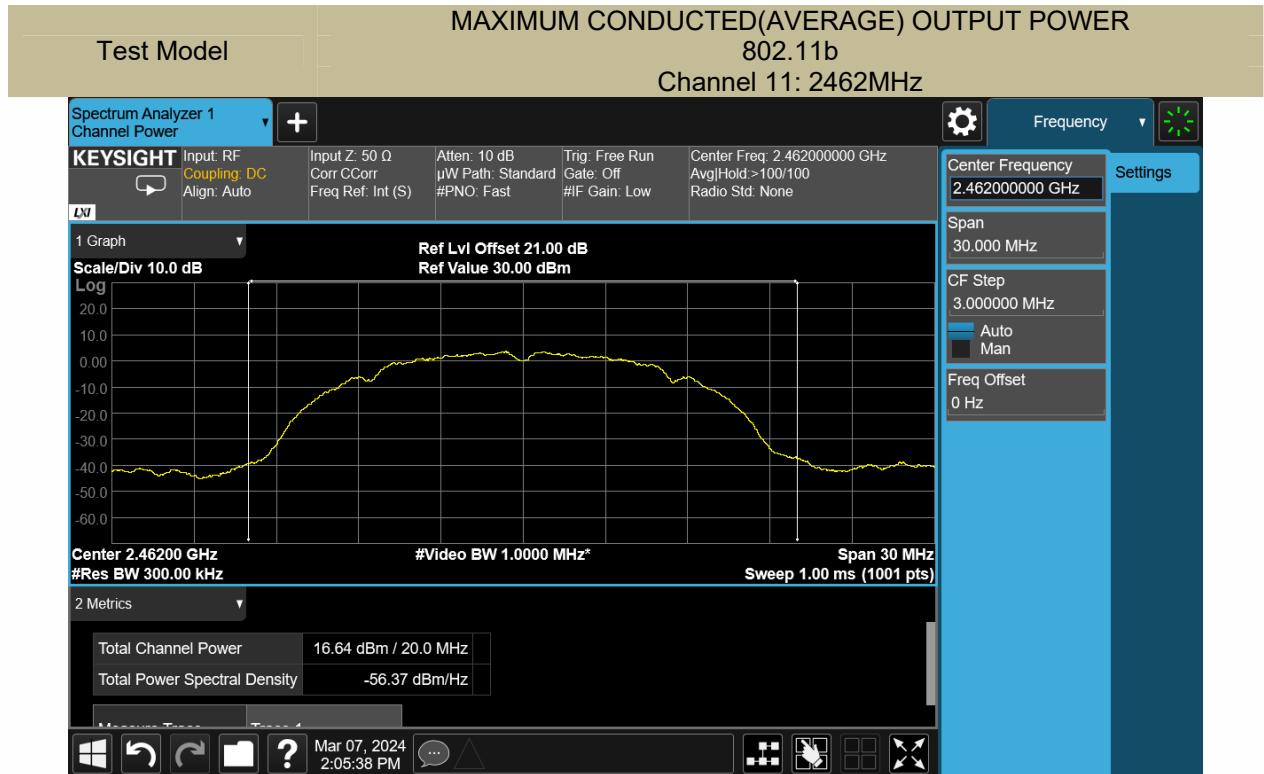 Test Model
MAXIMUM CONDUCTED(AVERAGE) OUTPUT POWER
802.11b
Channel 11: 2462MHz
Spectrum Analyzer 1
Channel Power
+
Frequency
KEYSIGHT
Input: RF
Coupling: DC
Align: Auto
Input Z: 50 Ω
Corr CCorr
Freq Ref: Int (S)
Atten: 10 dB
µW Path: Standard
#PNO: Fast
Trig: Free Run
Gate: Off
#IF Gain: Low
Center Freq: 2.462000000 GHz
Avg|Hold:>100/100
Radio Std: None
LXI
Center Frequency
2.462000000 GHz
Settings
Span
30.000 MHz
CF Step
3.000000 MHz
Auto
Man
Freq Offset
0 Hz
1 Graph
Scale/Div 10.0 dB
Ref Lvl Offset 21.00 dB
Ref Value 30.00 dBm
Log
20.0
10.0
0.00
-10.0
-20.0
-30.0
-40.0
-50.0
-60.0
Center 2.46200 GHz
#Video BW 1.0000 MHz*
Span 30 MHz
#Res BW 300.00 kHz
Sweep 1.00 ms (1001 pts)
2 Metrics
Total Channel Power
16.64 dBm / 20.0 MHz
Total Power Spectral Density
-56.37 dBm/Hz
Measure Trace
Trace 1
?
Mar 07, 2024
2:05:38 PM